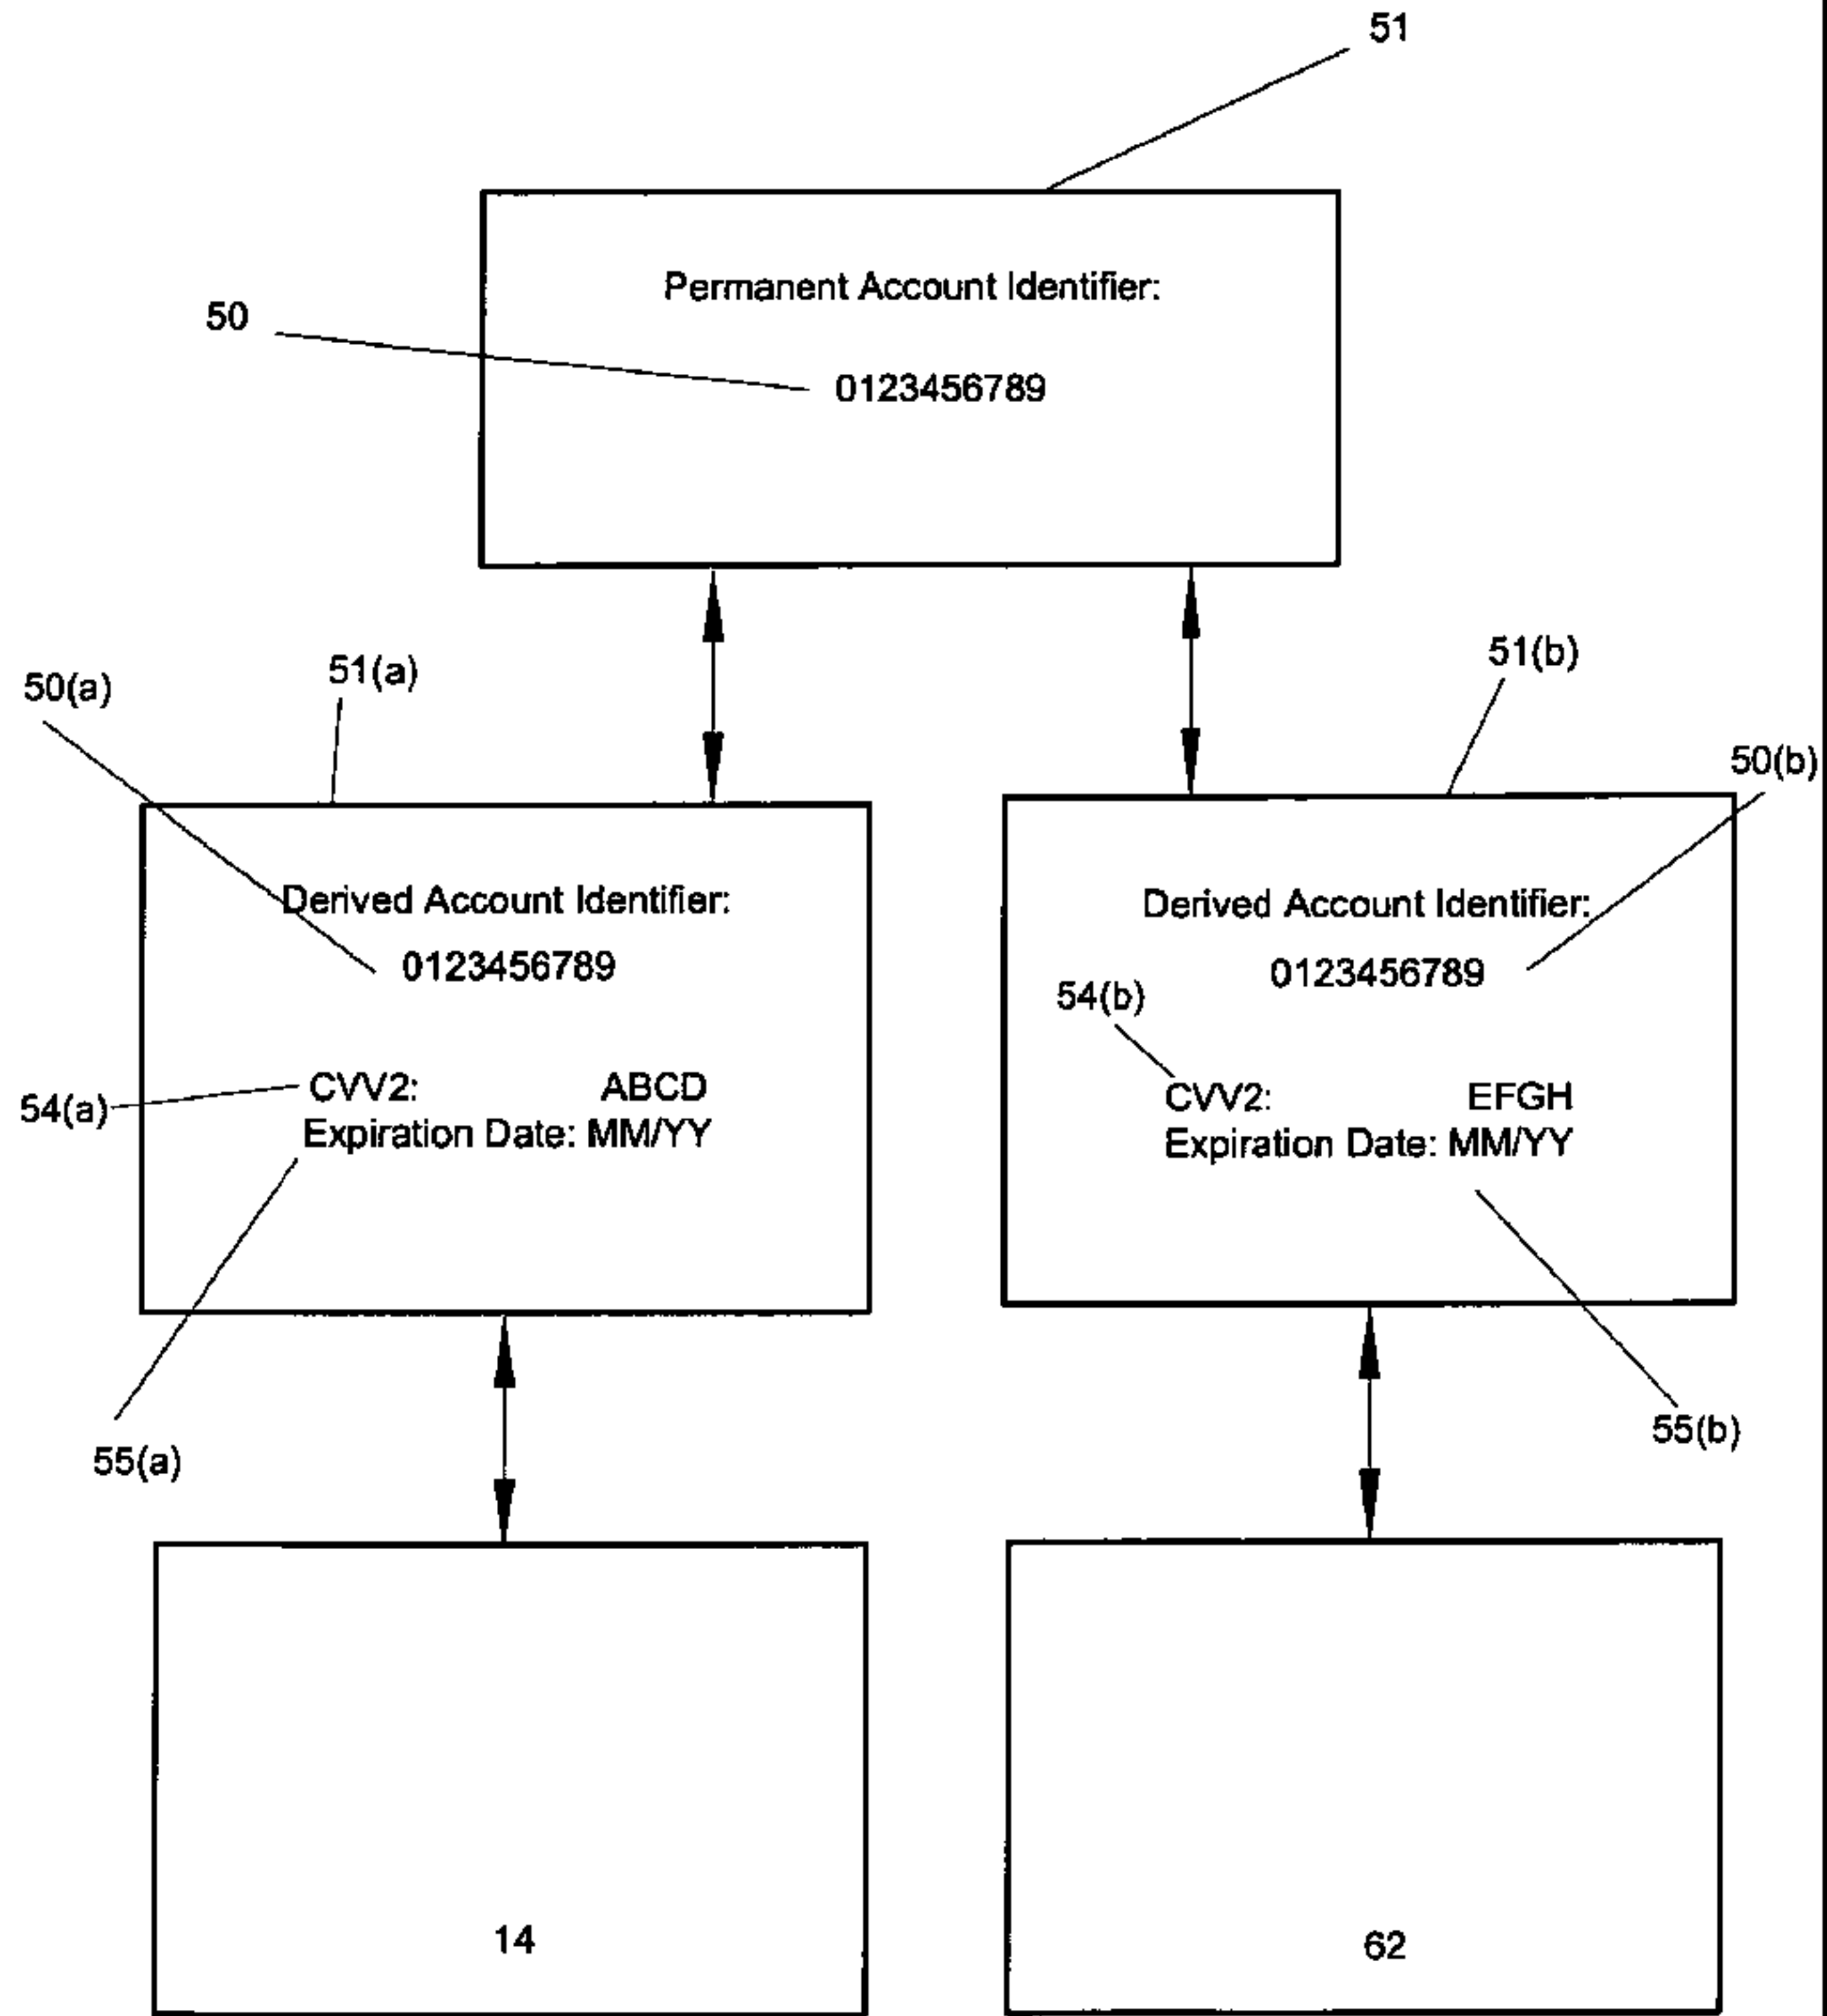 51
Permanent Account Identifier:
50
0123456789
51(a)
51(b)
50(a)
50(b)
Derived Account Identifier:
0123456789
54(a)
CVV2: ABCD
Expiration Date: MM/YY
55(a)
Derived Account Identifier:
0123456789
54(b)
CVV2: EFGH
Expiration Date: MM/YY
55(b)
14
62